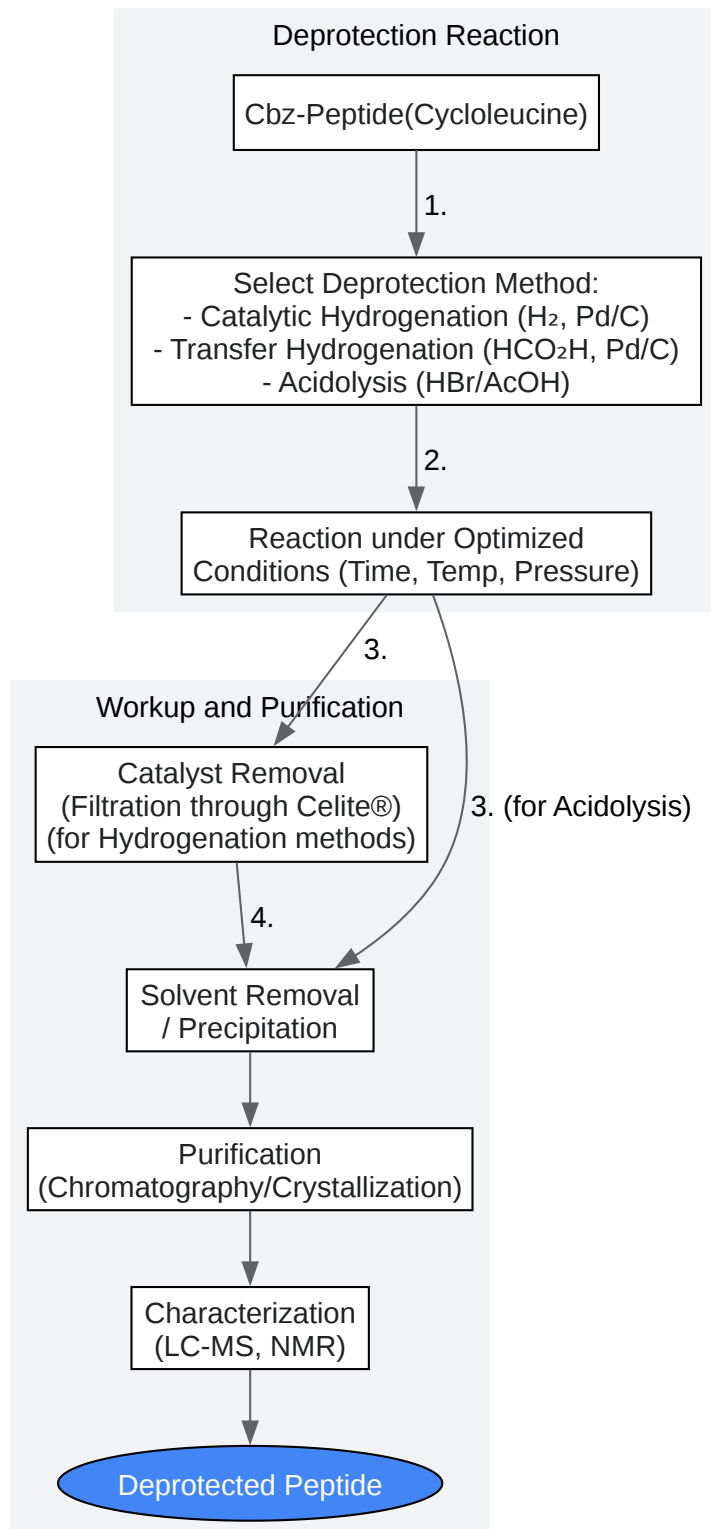 Deprotection Reaction
Cbz-Peptide(Cycloleucine)
1.
Select Deprotection Method:
- Catalytic Hydrogenation (H₂, Pd/C)
- Transfer Hydrogenation (HCO₂H, Pd/C)
- Acidolysis (HBr/AcOH)
2.
Reaction under Optimized
Conditions (Time, Temp, Pressure)
3.
Workup and Purification
Catalyst Removal
(Filtration through Celite®)
(for Hydrogenation methods)
3. (for Acidolysis)
4.
Solvent Removal
/ Precipitation
Purification
(Chromatography/Crystallization)
Characterization
(LC-MS, NMR)
Deprotected Peptide